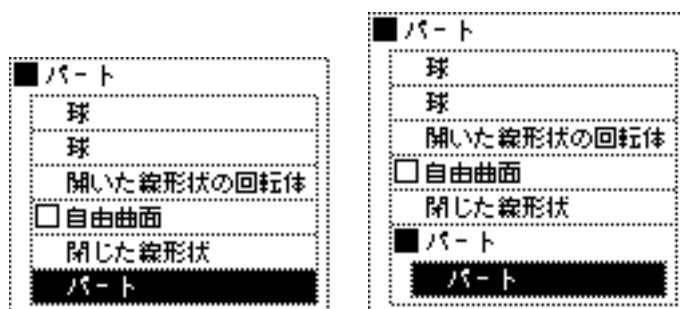 パート
球
球
開いた線形状の回転体
自由曲面
閉じた線形状
パート
パート
球
球
開いた線形状の回転体
自由曲面
閉じた線形状
パート
パート